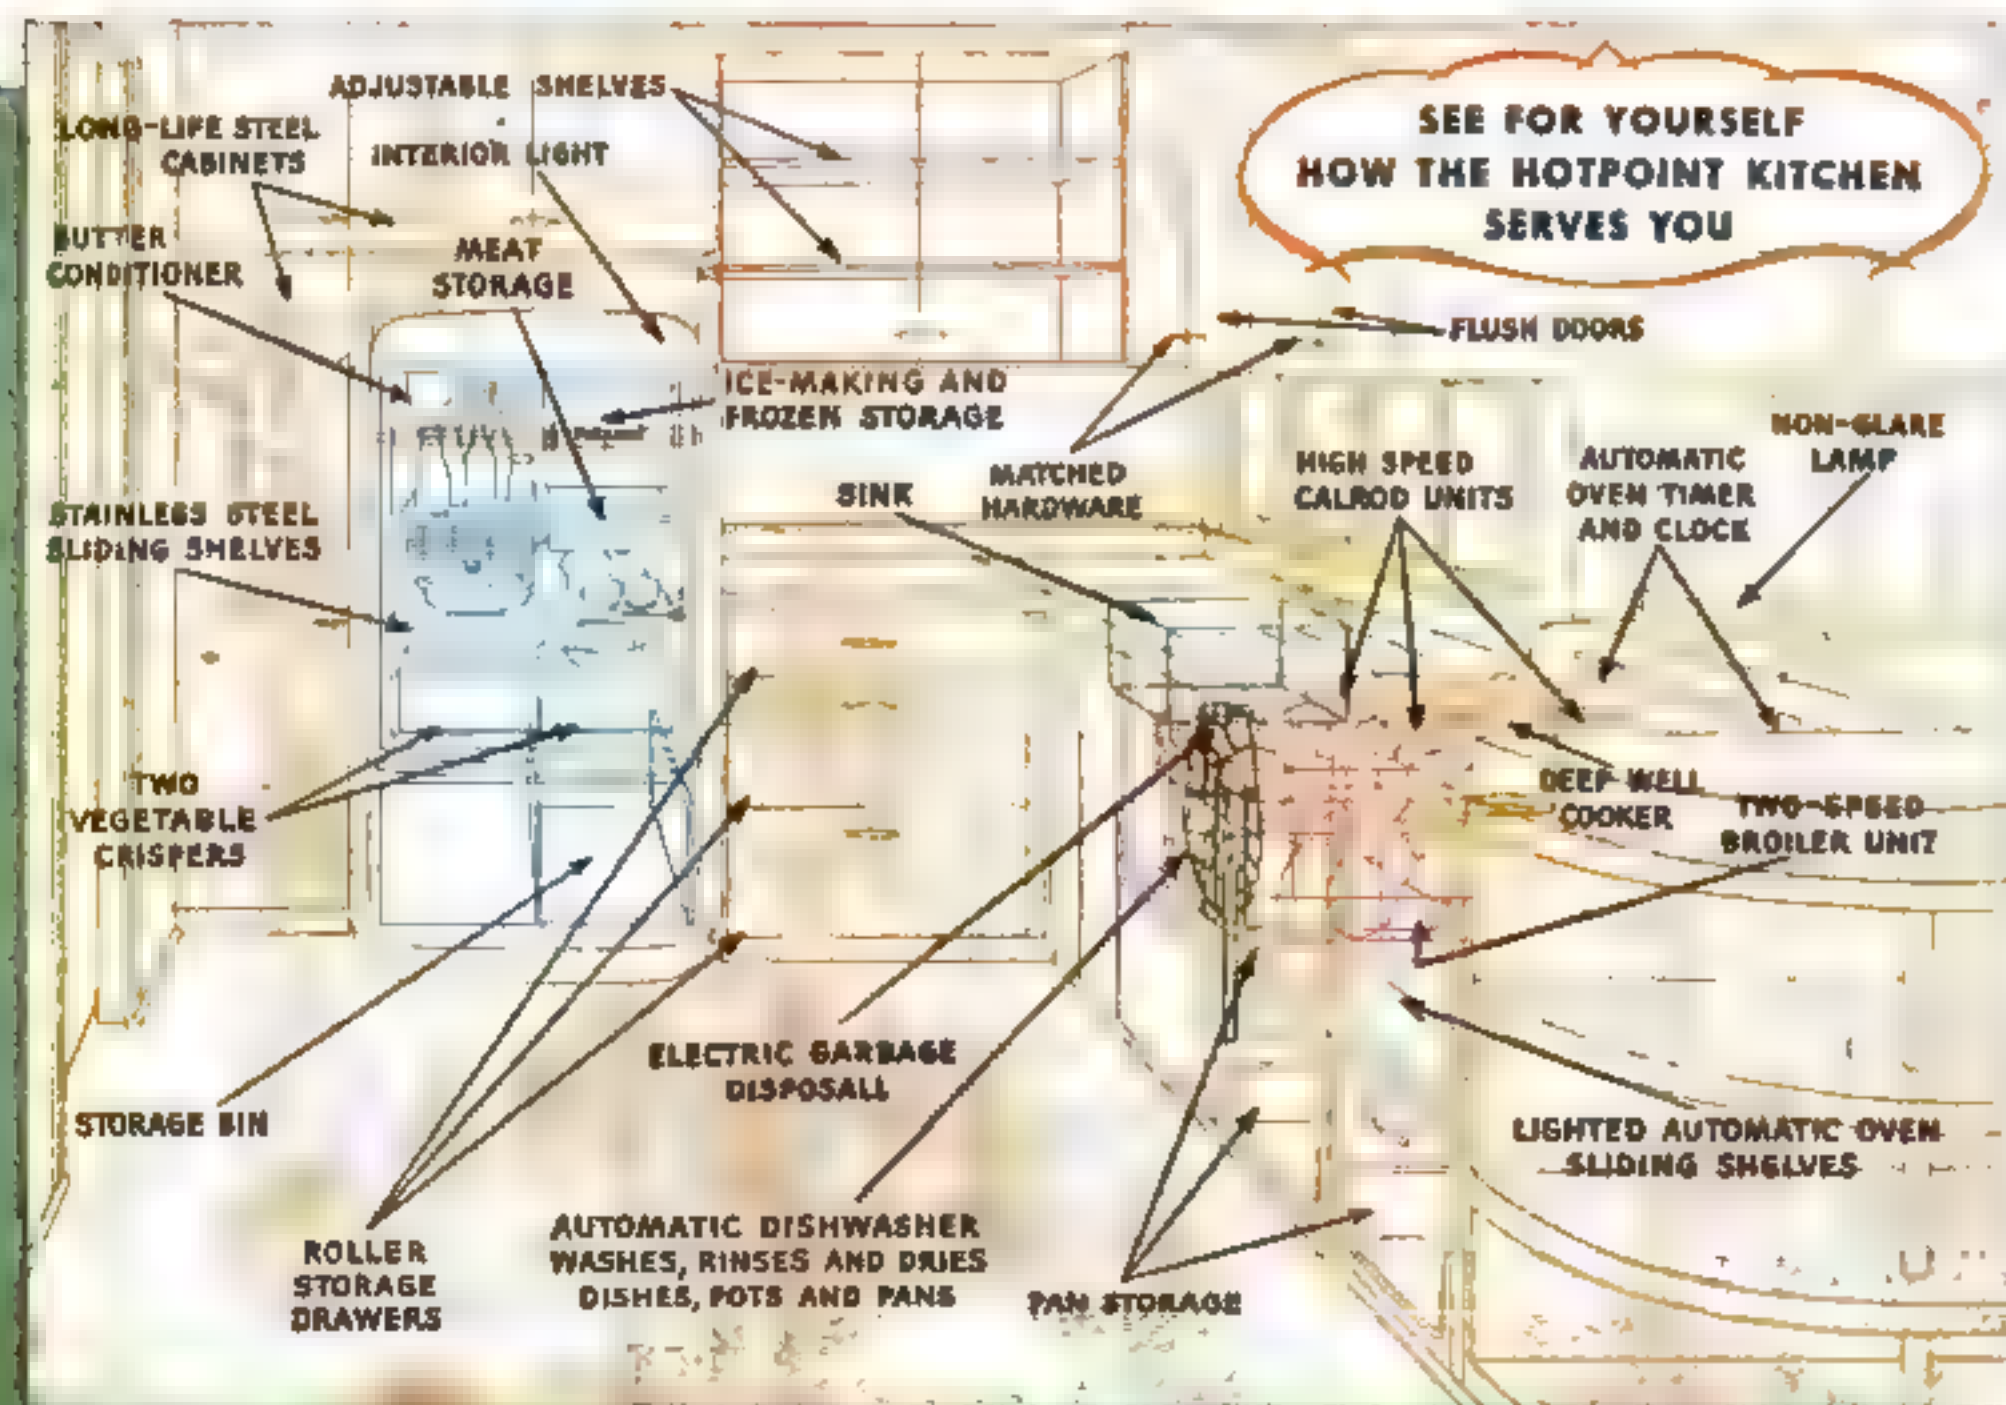 ADJUSTABLE SHELVES
LONG-LIFE STEEL
CABINETS
INTERIOR LIGHT
SEE FOR YOURSELF
HOW THE HOTPOINT KITCHEN
SERVES YOU
BUTTER
CONDITIONER
MEAT
STORAGE
FLUSH DOORS
ICE-MAKING AND
FROZEN STORAGE
MATCHED
HARDWARE
NON-GLARE
LAMP
HIGH SPEED
CALROD UNITS
AUTOMATIC
OVEN TIMER
AND CLOCK
SINK
STAINLESS STEEL
SLIDING SHELVES
TWO
VEGETABLE
CRISPERS
DEEP WELL
COOKER
TWO-SPEED
BROILER UNIT
ELECTRIC GARBAGE
DISPOSALL
STORAGE BIN
LIGHTED AUTOMATIC OVEN
SLIDING SHELVES
ROLLER
STORAGE
DRAWERS
AUTOMATIC DISHWASHER
WASHES, RINSES AND DRIES
DISHES, POTS AND PANS
PAN STORAGE